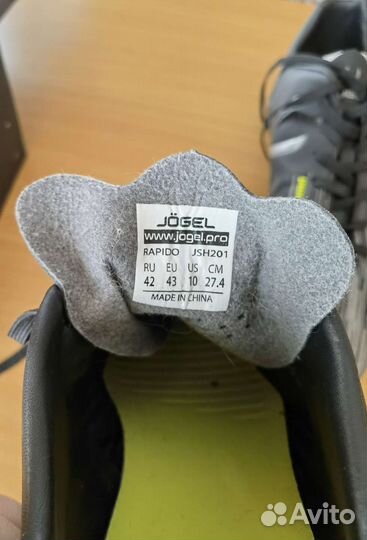 JÖGEL
www.jogel.pro
RAPIDO JSH201
RU EU US CM
42 43 10 27.4
MADE IN CHINA
Avito